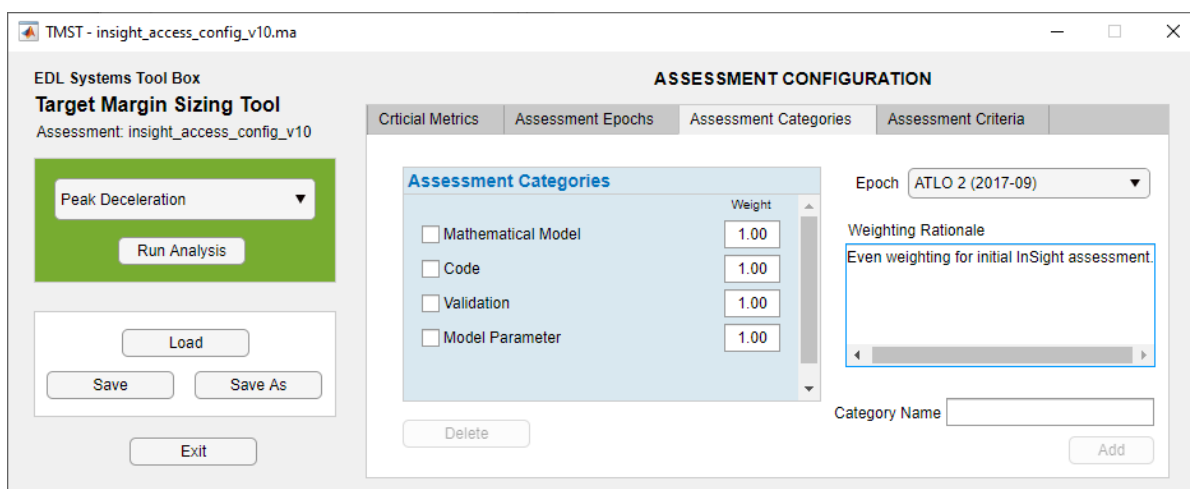 TMST - insight_access_config_v10.ma
EDL Systems Tool Box
Target Margin Sizing Tool
Assessment: insight_access_config_v10
Peak Deceleration
Run Analysis
Load
Save
Save As
Exit
ASSESSMENT CONFIGURATION
Crticial Metrics
Assessment Epochs
Assessment Categories
Assessment Criteria
Assessment Categories
Weight
Mathematical Model 1.00
Code 1.00
Validation 1.00
Model Parameter 1.00
Delete
Epoch ATLO 2 (2017-09)
Weighting Rationale
Even weighting for initial InSight assessment.
Category Name
Add